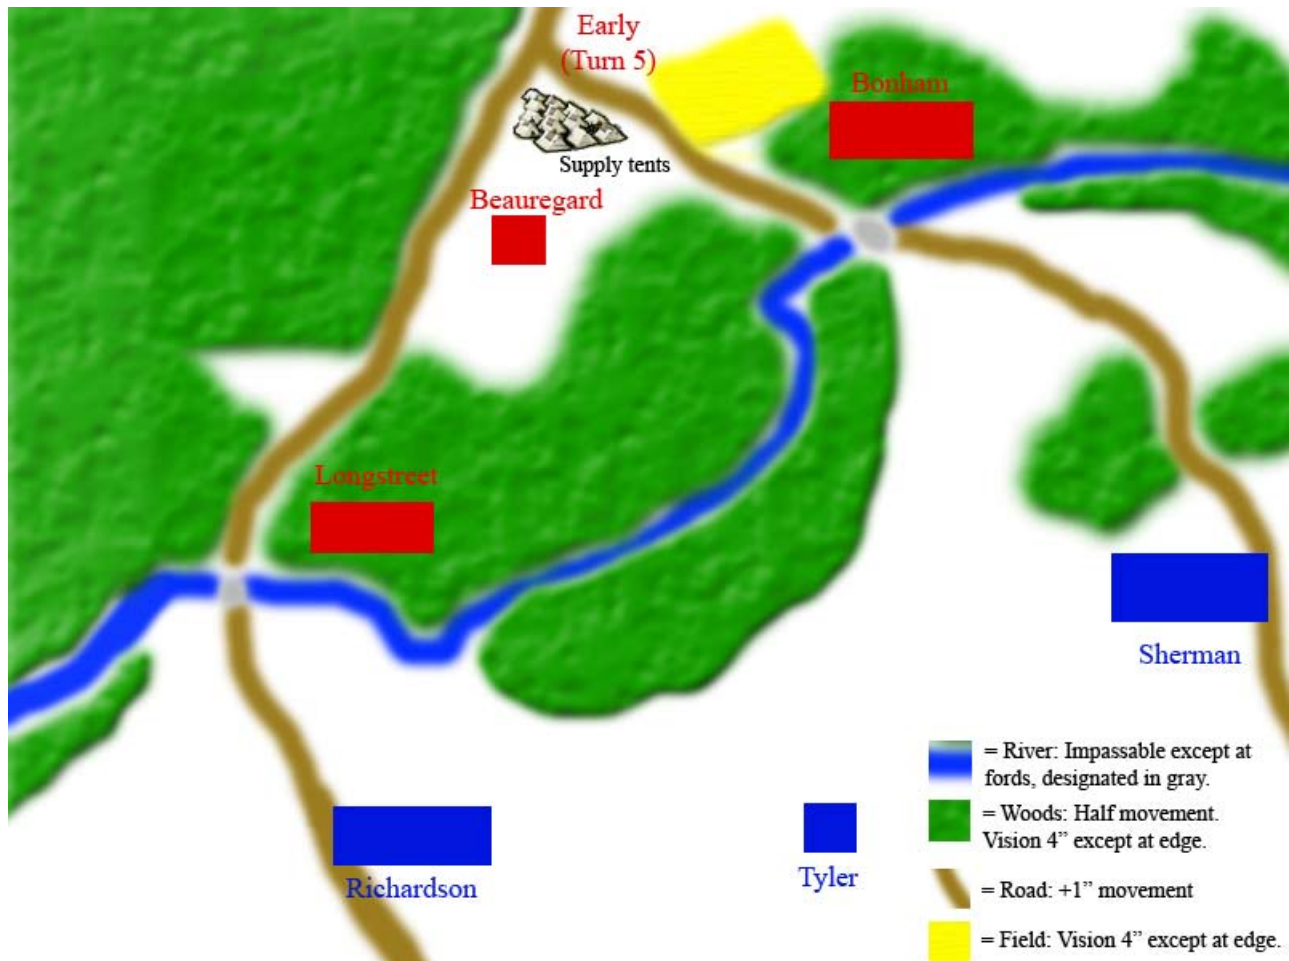 Early
(Turn 5)
Bonham
Supply tents
Beauregard
Longstreet
Sherman
Richardson
Tyler
= River: Impassable except at
fords, designated in gray.
= Woods: Half movement.
Vision 4” except at edge.
= Road: +1” movement
= Field: Vision 4” except at edge.